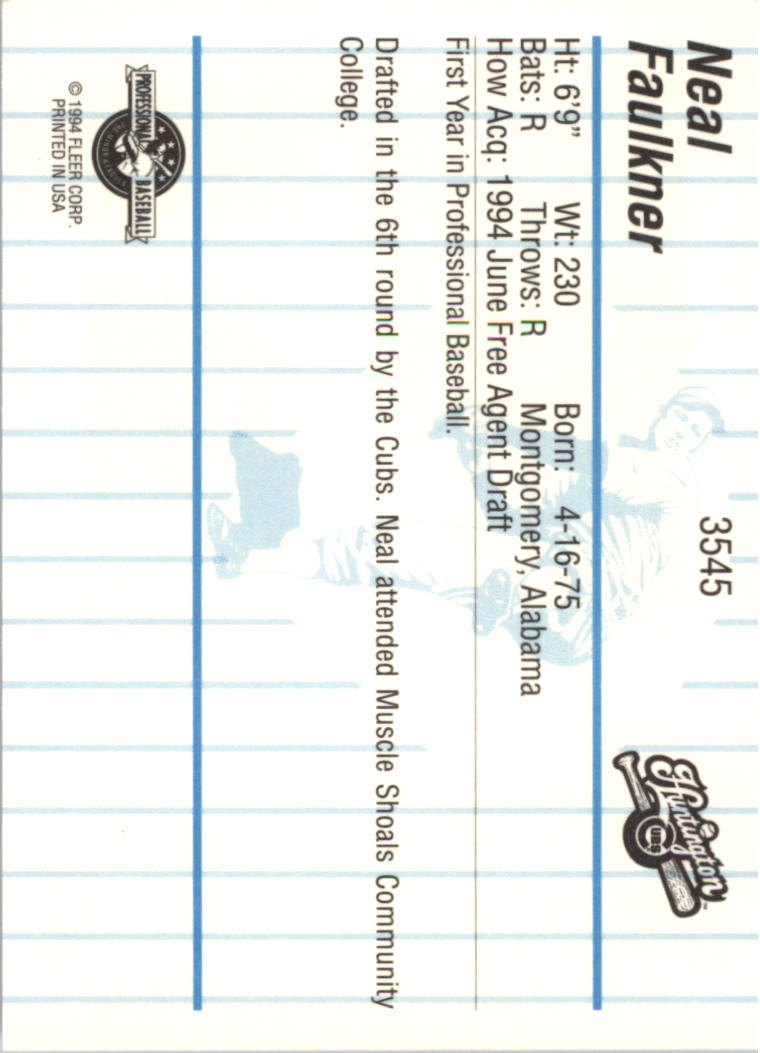 Neal
Faulkner
3545
Huntington
CUBS
Ht: 6'9" Wt: 230 Born: 4-16-75
Bats: R Throws: R Montgomery, Alabama
How Acq: 1994 June Free Agent Draft
First Year in Professional Baseball.
Drafted in the 6th round by the Cubs. Neal attended Muscle Shoals Community
College.
PROFESSIONAL BASEBALL
© 1994 FLEER CORP.
PRINTED IN USA